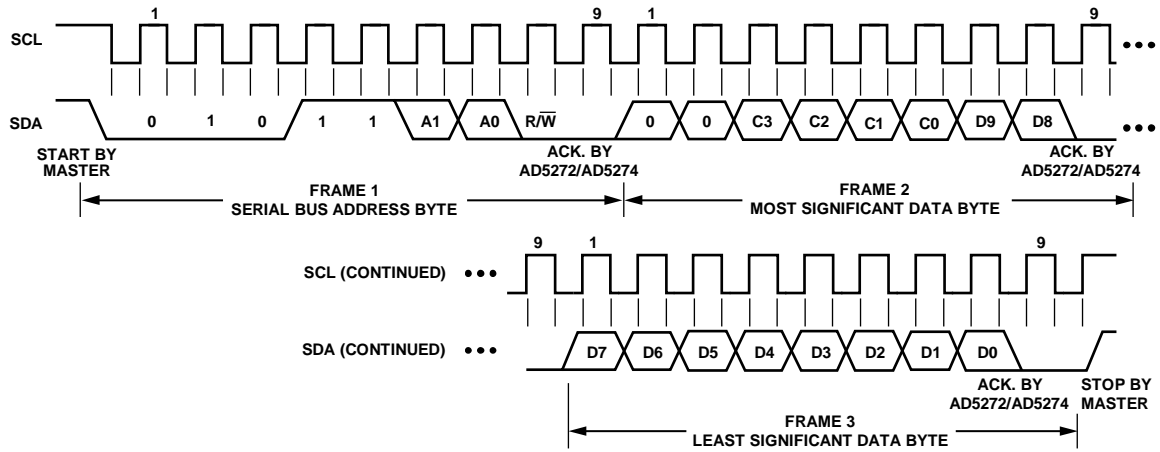 1 9 1 9
SCL
SDA 0 1 0 1 1 A1 A0 R/W̅ 0 0 C3 C2 C1 C0 D9 D8
START BY
MASTER
ACK. BY
AD5272/AD5274
ACK. BY
AD5272/AD5274
FRAME 1
SERIAL BUS ADDRESS BYTE
FRAME 2
MOST SIGNIFICANT DATA BYTE
9 1 9
SCL (CONTINUED)
SDA (CONTINUED) D7 D6 D5 D4 D3 D2 D1 D0
ACK. BY
AD5272/AD5274
STOP BY
MASTER
FRAME 3
LEAST SIGNIFICANT DATA BYTE